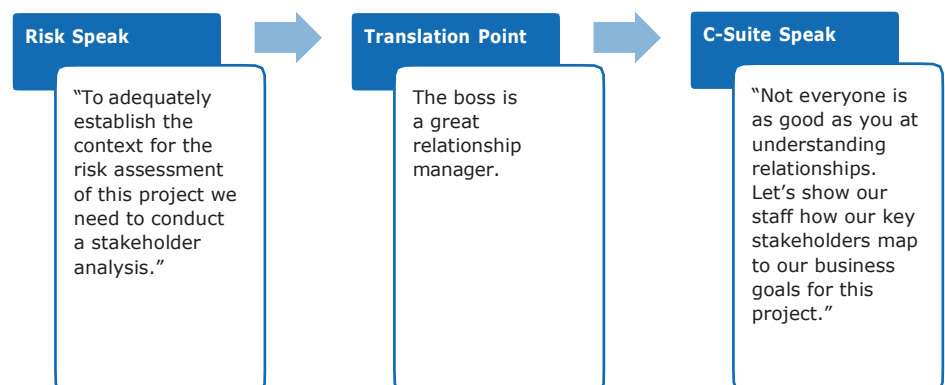 Risk Speak
“To adequately
establish the
context for the
risk assessment
of this project we
need to conduct
a stakeholder
analysis.”
Translation Point
The boss is
a great
relationship
manager.
C-Suite Speak
“Not everyone is
as good as you at
understanding
relationships.
Let’s show our
staff how our key
stakeholders map
to our business
goals for this
project.”